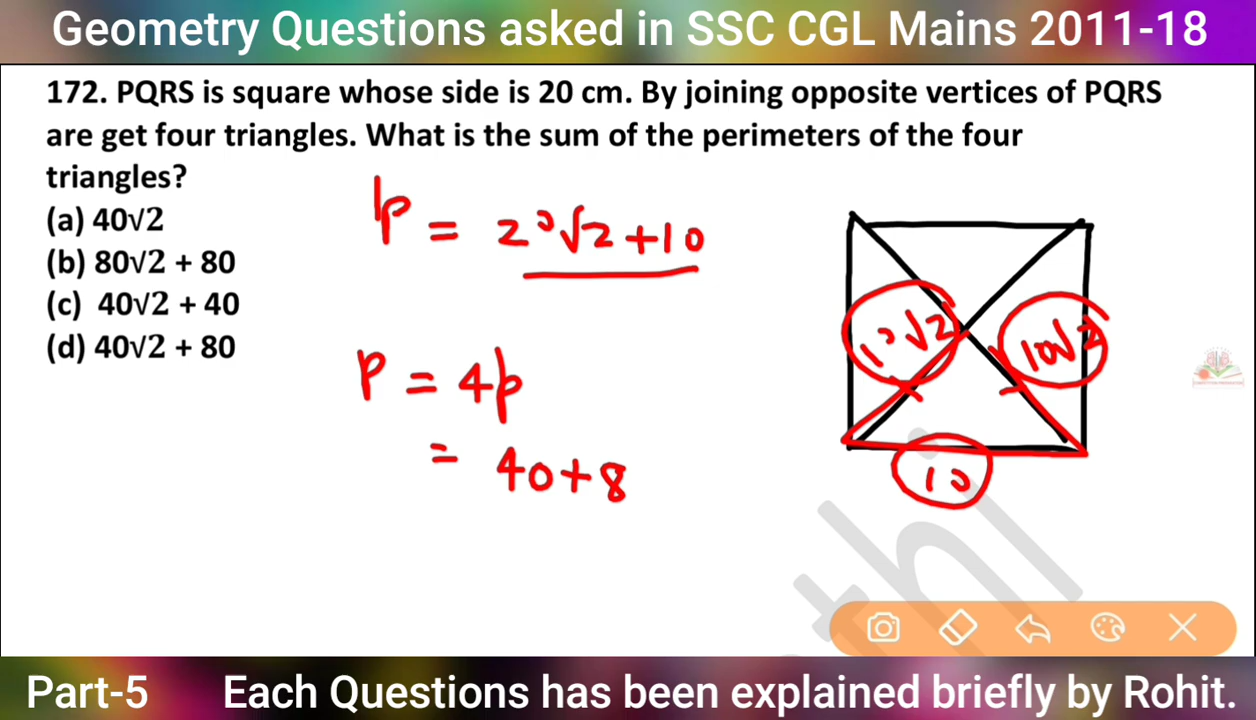 Geometry Questions asked in SSC CGL Mains 2011-18
172. PQRS is square whose side is 20 cm. By joining opposite vertices of PQRS
are get four triangles. What is the sum of the perimeters of the four
triangles?
(a) 40√2
(b) 80√2 + 80
(c) 40√2 + 40
(d) 40√2 + 80
p = 20√2 + 10
P = 4p
= 40+8
10√2
10√2
10
thi
Part-5 Each Questions has been explained briefly by Rohit.